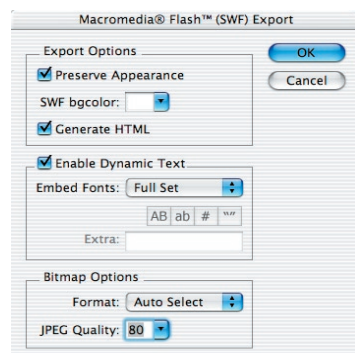 Macromedia® Flash™ (SWF) Export
Export Options
OK
Preserve Appearance
Cancel
SWF bgcolor:
Generate HTML
Enable Dynamic Text
Embed Fonts: Full Set
AB ab # “”
Extra:
Bitmap Options
Format: Auto Select
JPEG Quality: 80